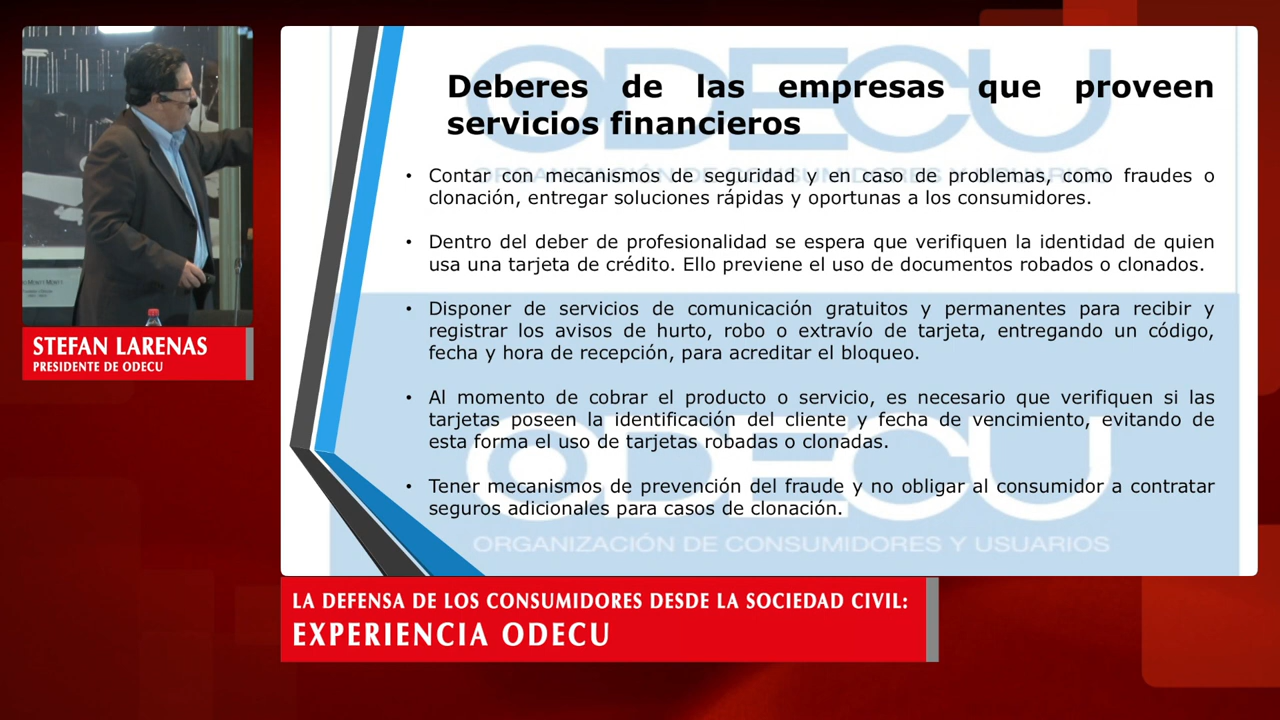 STEFAN LARENAS
PRESIDENTE DE ODECU
ODECU
ORGANIZACIÓN DE CONSUMIDORES Y USUARIOS
Deberes de las empresas que proveen
servicios financieros
• Contar con mecanismos de seguridad y en caso de problemas, como fraudes o
clonación, entregar soluciones rápidas y oportunas a los consumidores.
• Dentro del deber de profesionalidad se espera que verifiquen la identidad de quien
usa una tarjeta de crédito. Ello previene el uso de documentos robados o clonados.
• Disponer de servicios de comunicación gratuitos y permanentes para recibir y
registrar los avisos de hurto, robo o extravío de tarjeta, entregando un código,
fecha y hora de recepción, para acreditar el bloqueo.
• Al momento de cobrar el producto o servicio, es necesario que verifiquen si las
tarjetas poseen la identificación del cliente y fecha de vencimiento, evitando de
esta forma el uso de tarjetas robadas o clonadas.
• Tener mecanismos de prevención del fraude y no obligar al consumidor a contratar
seguros adicionales para casos de clonación.
ODECU
ORGANIZACIÓN DE CONSUMIDORES Y USUARIOS
LA DEFENSA DE LOS CONSUMIDORES DESDE LA SOCIEDAD CIVIL:
EXPERIENCIA ODECU